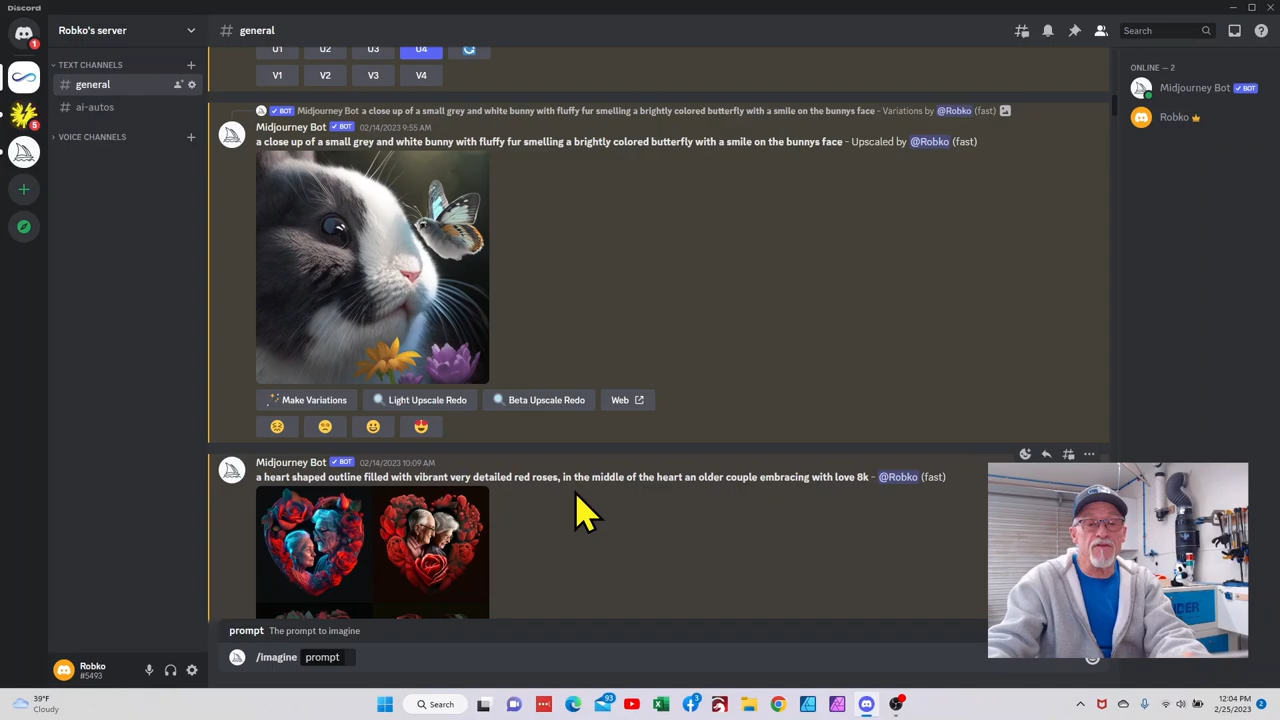 Discord
Robko's server
# general
Search
1
TEXT CHANNELS
general
ai-autos
VOICE CHANNELS
5
U1 U2 U3 U4
V1 V2 V3 V4
BOT Midjourney Bot a close up of a small grey and white bunny with fluffy fur smelling a brightly colored butterfly with a smile on the bunnys face - Variations by @Robko (fast)
Midjourney Bot BOT 02/14/2023 9:55 AM
a close up of a small grey and white bunny with fluffy fur smelling a brightly colored butterfly with a smile on the bunnys face - Upscaled by @Robko (fast)
Make Variations Light Upscale Redo Beta Upscale Redo Web
Midjourney Bot BOT 02/14/2023 10:09 AM
a heart shaped outline filled with vibrant very detailed red roses, in the middle of the heart an older couple embracing with love 8k - @Robko (fast)
prompt The prompt to imagine
/imagine prompt
ONLINE — 2
Midjourney Bot BOT
Robko
Robko
#5493
39°F
Cloudy
Search
93
3
12:04 PM
2/25/2023
2